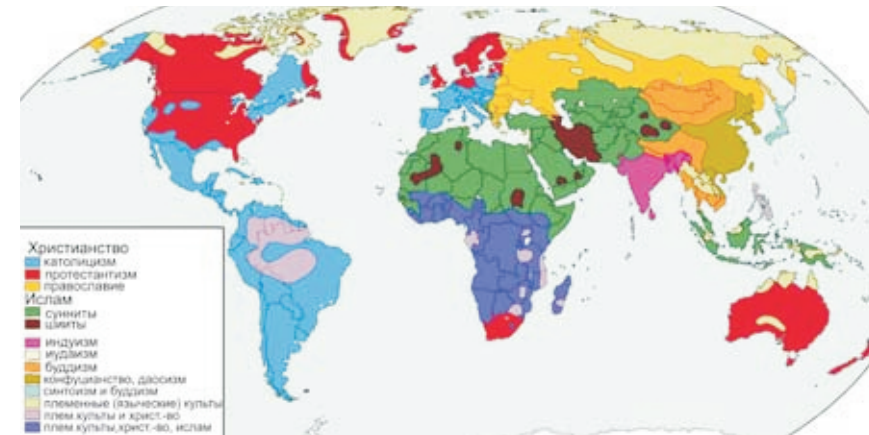 Христианство
католицизм
протестантизм
православие
Ислам
сунниты
шииты
индуизм
иудаизм
буддизм
конфуцианство, даосизм
синтоизм и буддизм
племенные (языческие) культы
плем.культы и христ.-во
плем.культы,христ.-во, ислам